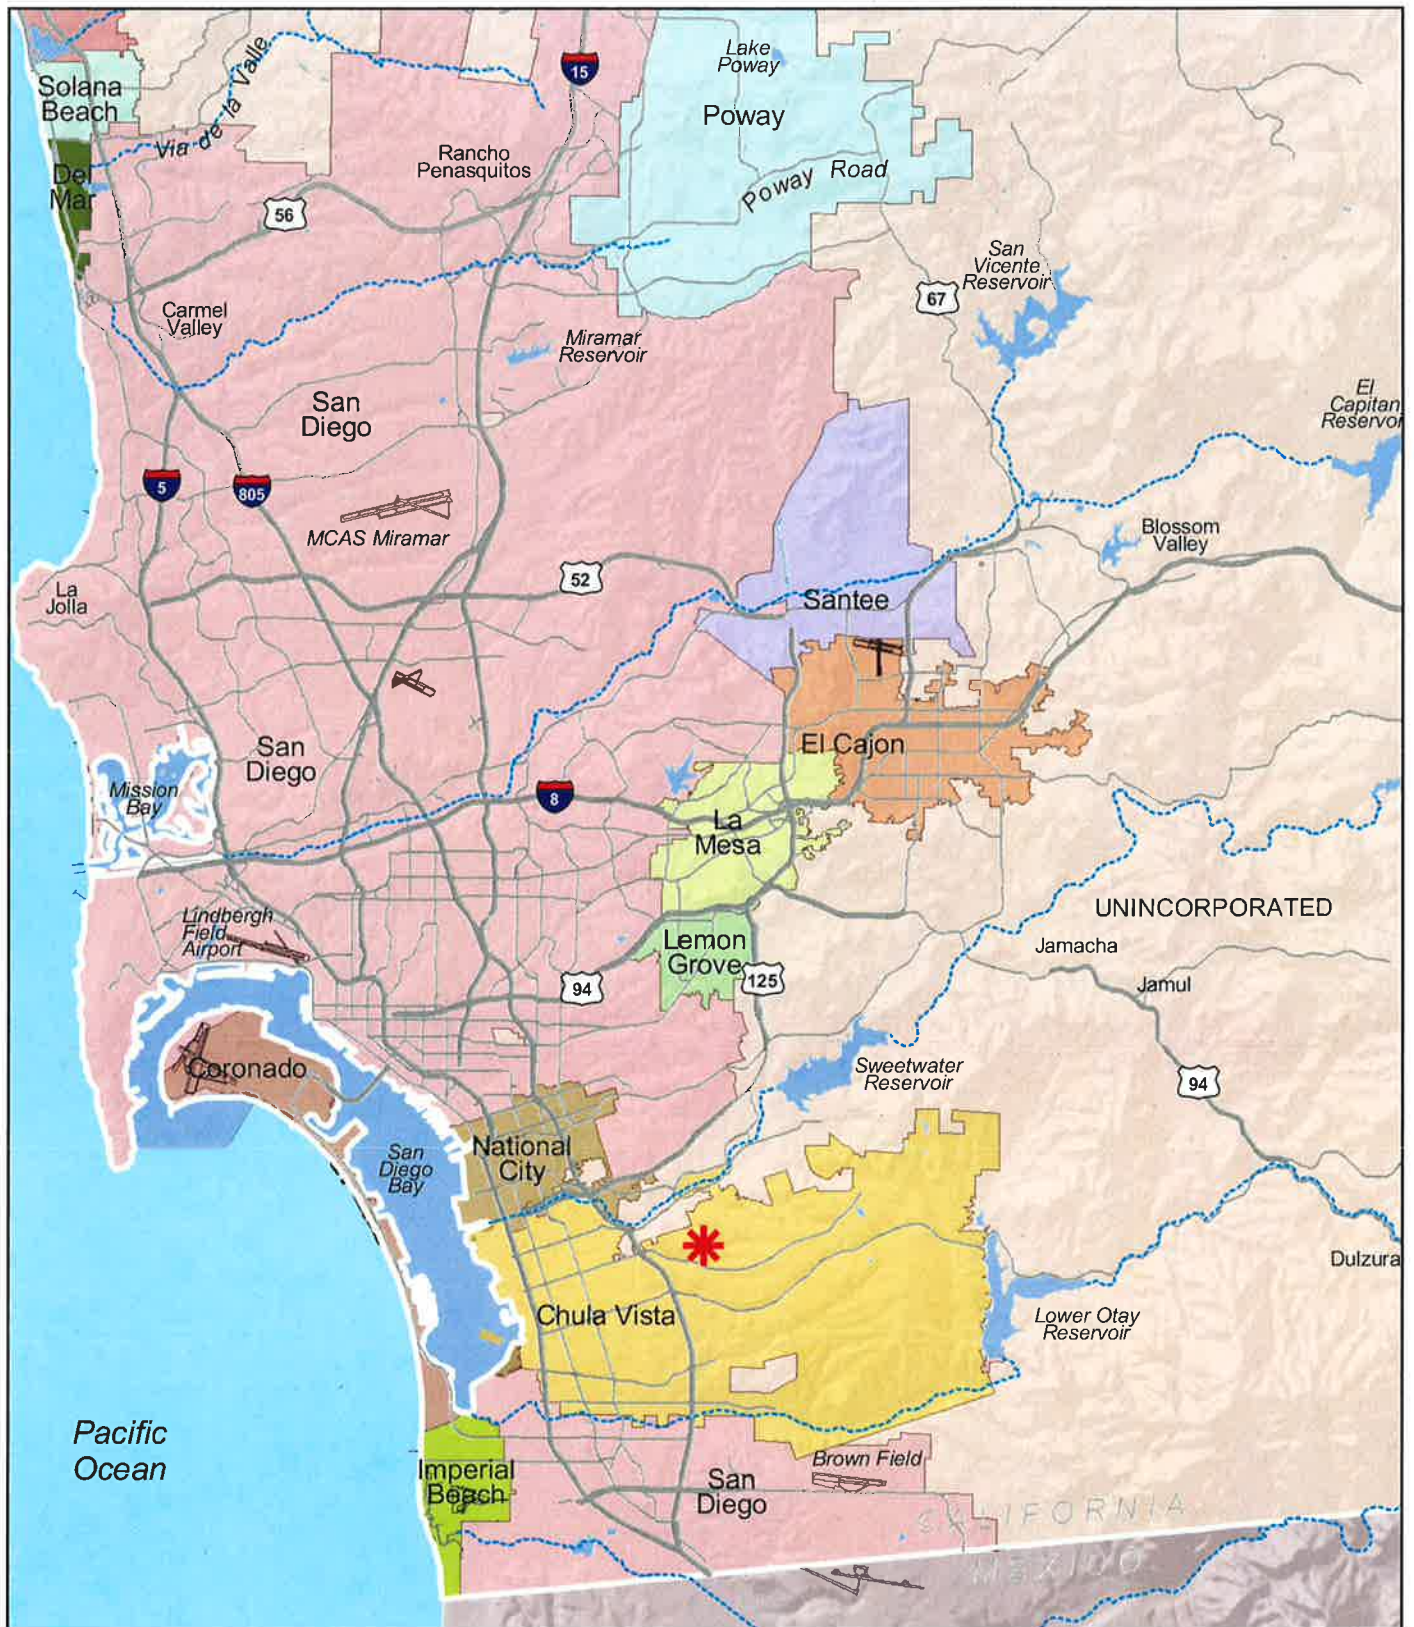 Lake
Poway
15
Solana
Beach
Via de la Valle
Poway
Rancho
Penasquitos
Poway Road
Del
Mar
56
San
Vicente
Reservoir
67
Carmel
Valley
Miramar
Reservoir
San
Diego
El
Capitan
Reservoir
5
805
MCAS Miramar
Blossom
Valley
52
La
Jolla
Santee
San
Diego
El Cajon
Mission
Bay
8
La
Mesa
UNINCORPORATED
Lindbergh
Field
Airport
Lemon
Grove
Jamacha
94
125
Jamul
Coronado
Sweetwater
Reservoir
94
National
City
San
Diego
Bay
Dulzura
Chula Vista
Lower Otay
Reservoir
Pacific
Ocean
Brown Field
Imperial
Beach
San
Diego
CALIFORNIA
MEXICO